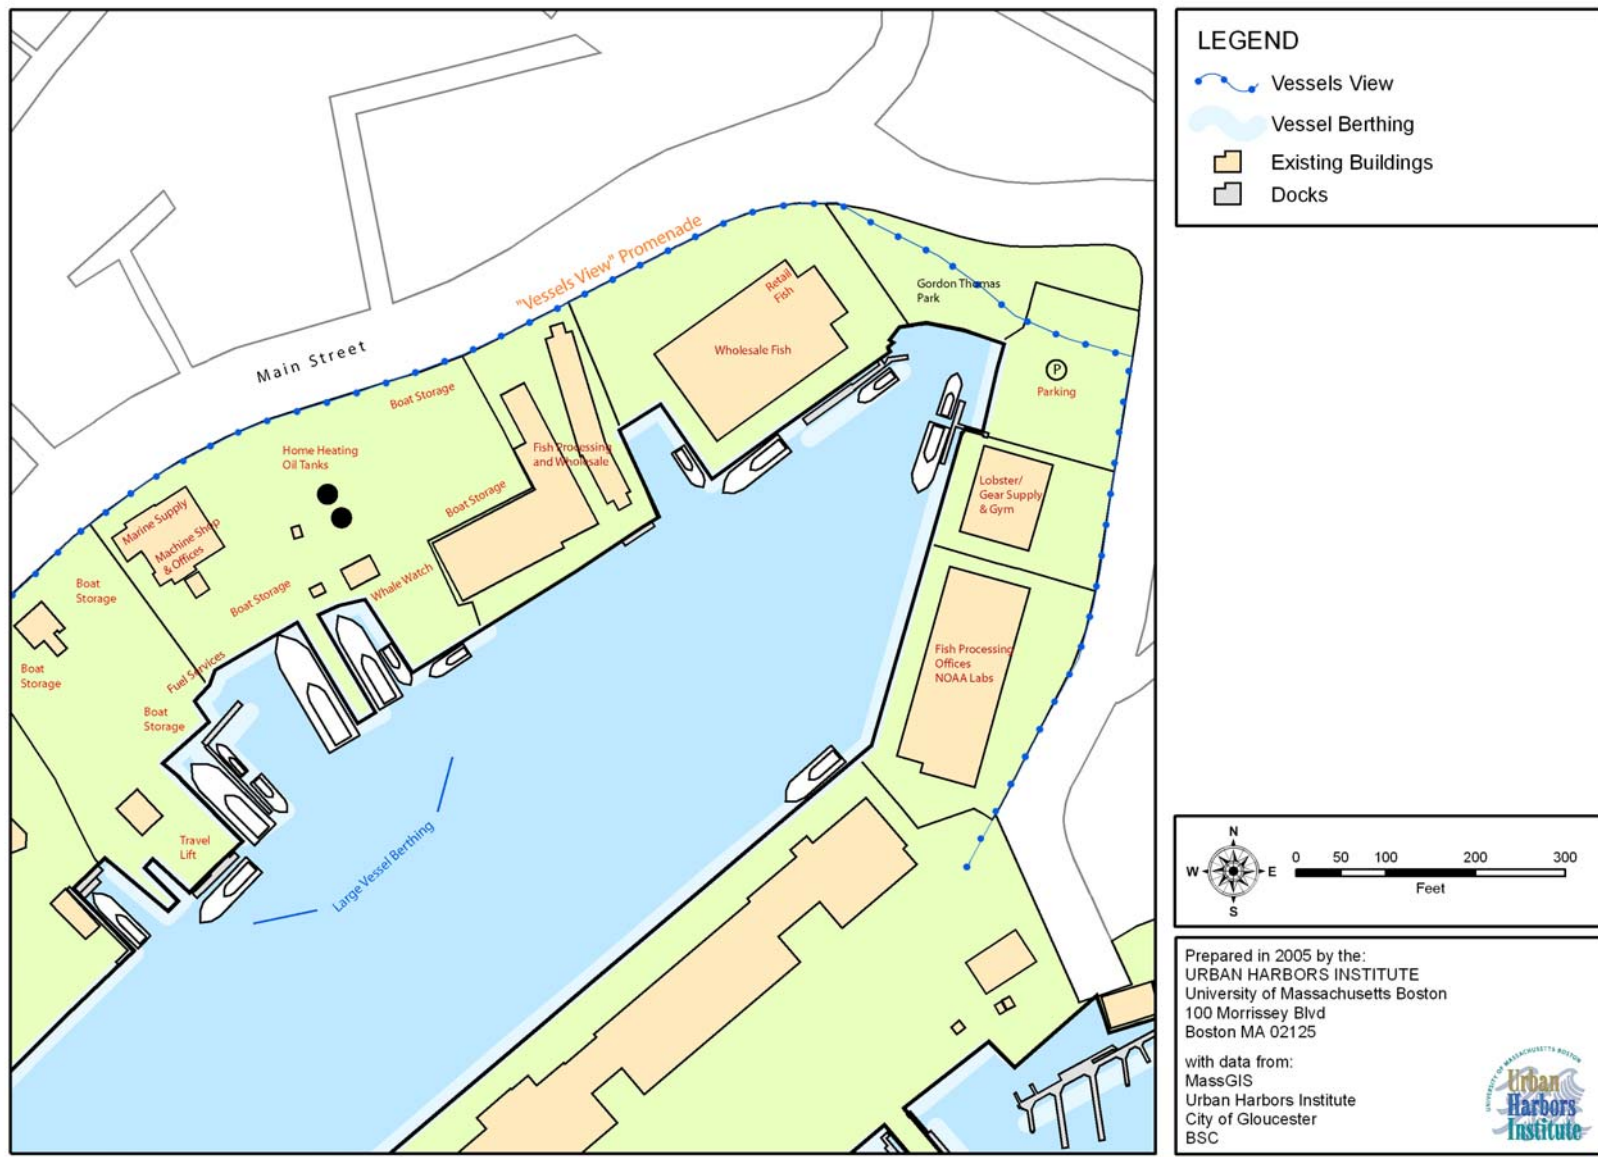 "Vessels View" Promenade
Main Street
Gordon Thomas
Park
Retail
Fish
Wholesale Fish
P
Parking
Boat Storage
Home Heating
Oil Tanks
Fish Processing
and Wholesale
Boat Storage
Lobster/
Gear Supply
& Gym
Marine Supply
Machine Shop
& Offices
Boat
Storage
Boat Storage
Whale Watch
Boat
Storage
Fuel Services
Boat
Storage
Fish Processing
Offices
NOAA Labs
Travel
Lift
Large Vessel Berthing
LEGEND
Vessels View
Vessel Berthing
Existing Buildings
Docks
N
W E
S
0 50 100 200 300
Feet
Prepared in 2005 by the:
URBAN HARBORS INSTITUTE
University of Massachusetts Boston
100 Morrissey Blvd
Boston MA 02125
with data from:
MassGIS
Urban Harbors Institute
City of Gloucester
BSC
UNIVERSITY OF MASSACHUSETTS BOSTON
Urban
Harbors
Institute